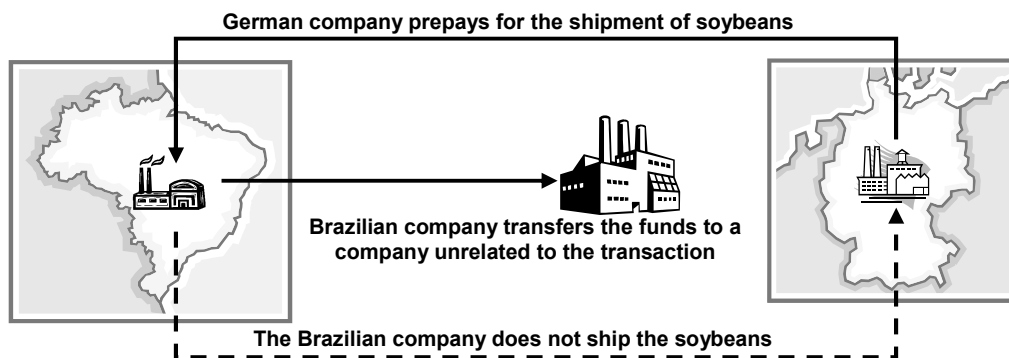 German company prepays for the shipment of soybeans
Brazilian company transfers the funds to a
company unrelated to the transaction
The Brazilian company does not ship the soybeans